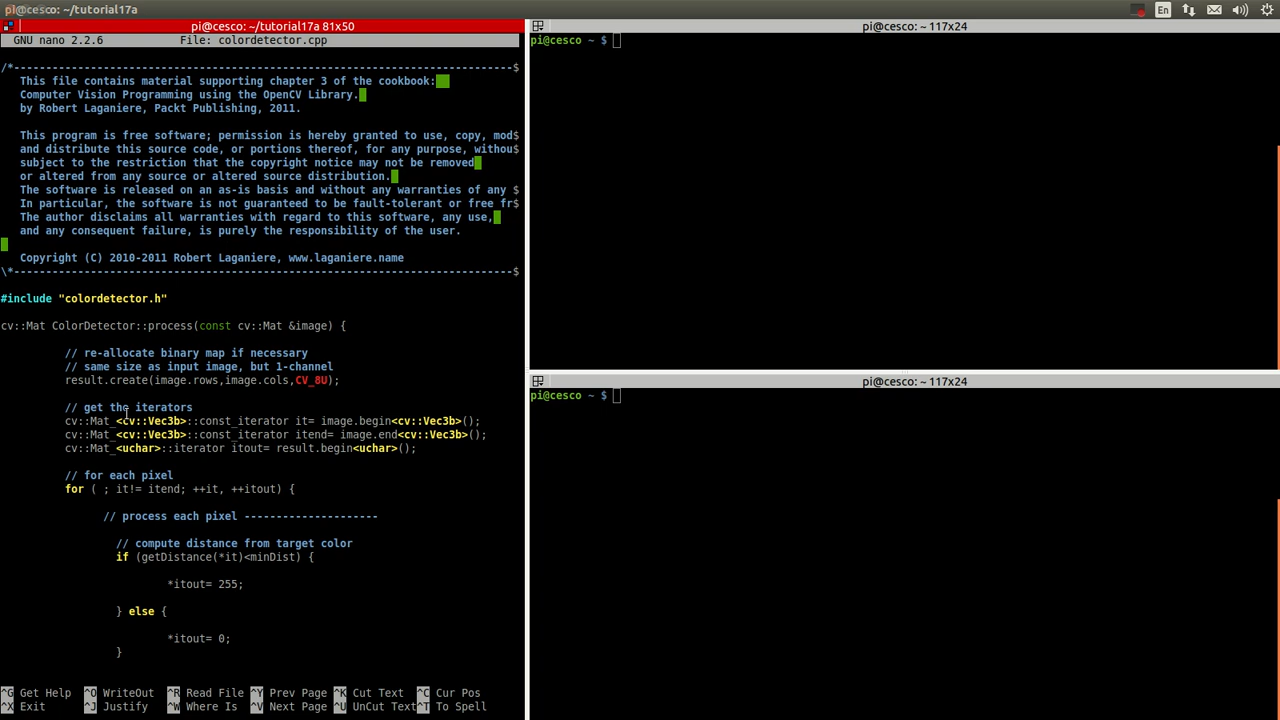 pi@cesco: ~/tutorial17a
En
pi@cesco: ~/tutorial17a 81x50
GNU nano 2.2.6 File: colordetector.cpp
/*------------------------------------------------------------------------------$
This file contains material supporting chapter 3 of the cookbook:
Computer Vision Programming using the OpenCV Library.
by Robert Laganiere, Packt Publishing, 2011.
This program is free software; permission is hereby granted to use, copy, mod$
and distribute this source code, or portions thereof, for any purpose, withou$
subject to the restriction that the copyright notice may not be removed
or altered from any source or altered source distribution.
The software is released on an as-is basis and without any warranties of any $
In particular, the software is not guaranteed to be fault-tolerant or free fr$
The author disclaims all warranties with regard to this software, any use,
and any consequent failure, is purely the responsibility of the user.
Copyright (C) 2010-2011 Robert Laganiere, www.laganiere.name
\*------------------------------------------------------------------------------$
#include "colordetector.h"
cv::Mat ColorDetector::process(const cv::Mat &image) {
// re-allocate binary map if necessary
// same size as input image, but 1-channel
result.create(image.rows,image.cols,CV_8U);
// get the iterators
cv::Mat_<cv::Vec3b>::const_iterator it= image.begin<cv::Vec3b>();
cv::Mat_<cv::Vec3b>::const_iterator itend= image.end<cv::Vec3b>();
cv::Mat_<uchar>::iterator itout= result.begin<uchar>();
// for each pixel
for ( ; it!= itend; ++it, ++itout) {
// process each pixel ---------------------
// compute distance from target color
if (getDistance(*it)<minDist) {
*itout= 255;
} else {
*itout= 0;
}
^G Get Help ^O WriteOut ^R Read File ^Y Prev Page ^K Cut Text ^C Cur Pos
^X Exit ^J Justify ^W Where Is ^V Next Page ^U UnCut Text ^T To Spell
pi@cesco: ~ 117x24
pi@cesco ~ $
pi@cesco: ~ 117x24
pi@cesco ~ $